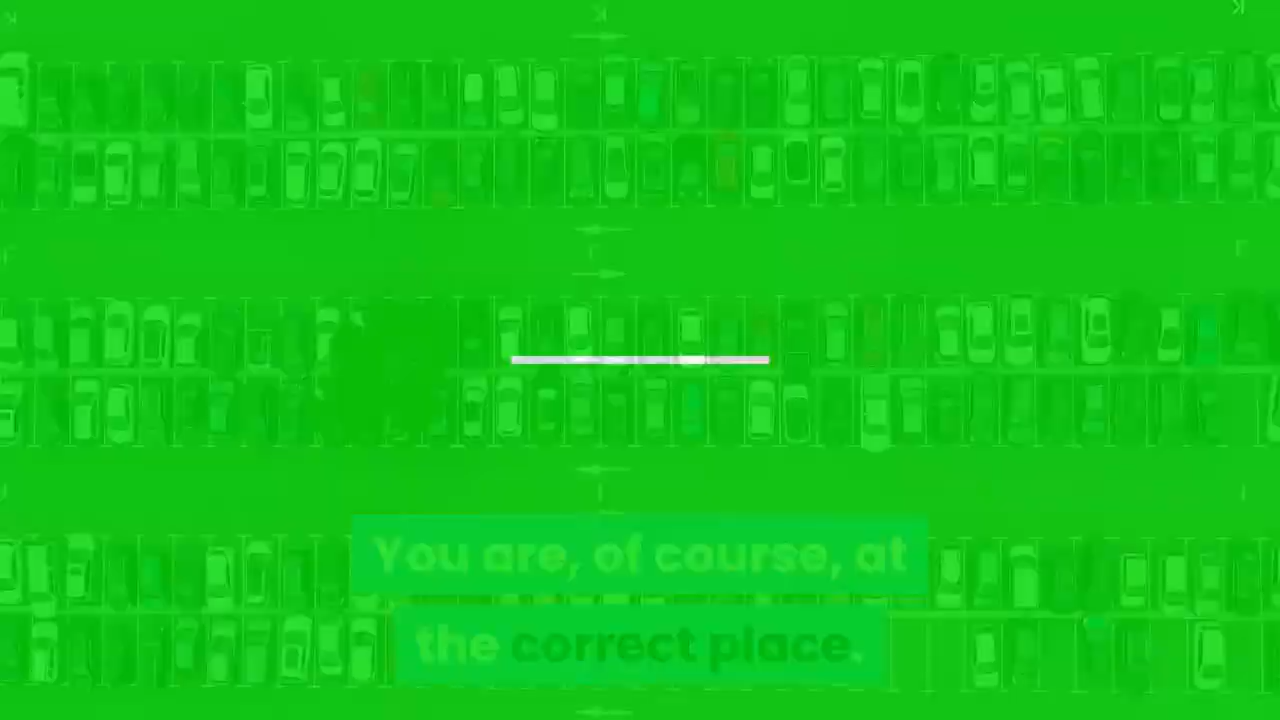 You are, of course, at
the correct place.